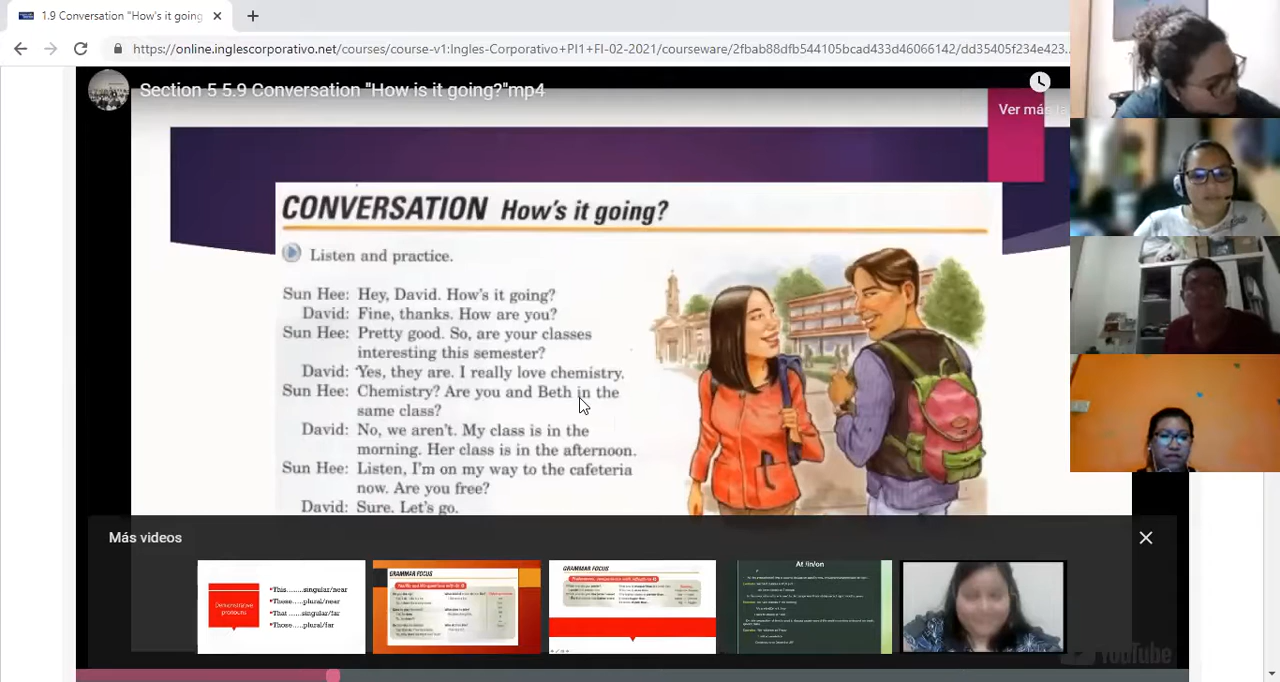 1.9 Conversation "How's it going
https://online.inglescorporativo.net/courses/course-v1:Ingles-Corporativo+PI1+FI-02-2021/courseware/2fbab88dfb544105bcad433d46066142/dd35405f234e423...
Section 5 5.9 Conversation "How is it going?"mp4
Ver más
CONVERSATION How's it going?
Listen and practice.
Sun Hee: Hey, David. How's it going?
David: Fine, thanks. How are you?
Sun Hee: Pretty good. So, are your classes
interesting this semester?
David: Yes, they are. I really love chemistry.
Sun Hee: Chemistry? Are you and Beth in the
same class?
David: No, we aren't. My class is in the
morning. Her class is in the afternoon.
Sun Hee: Listen, I'm on my way to the cafeteria
now. Are you free?
David: Sure. Let's go.
Más videos
Demonstrative
pronouns
•This.......singular/near
•Those....plural/near
•That ......singular/far
•Those....plural/far
GRAMMAR FOCUS
GRAMMAR FOCUS
At /in/on
YouTube